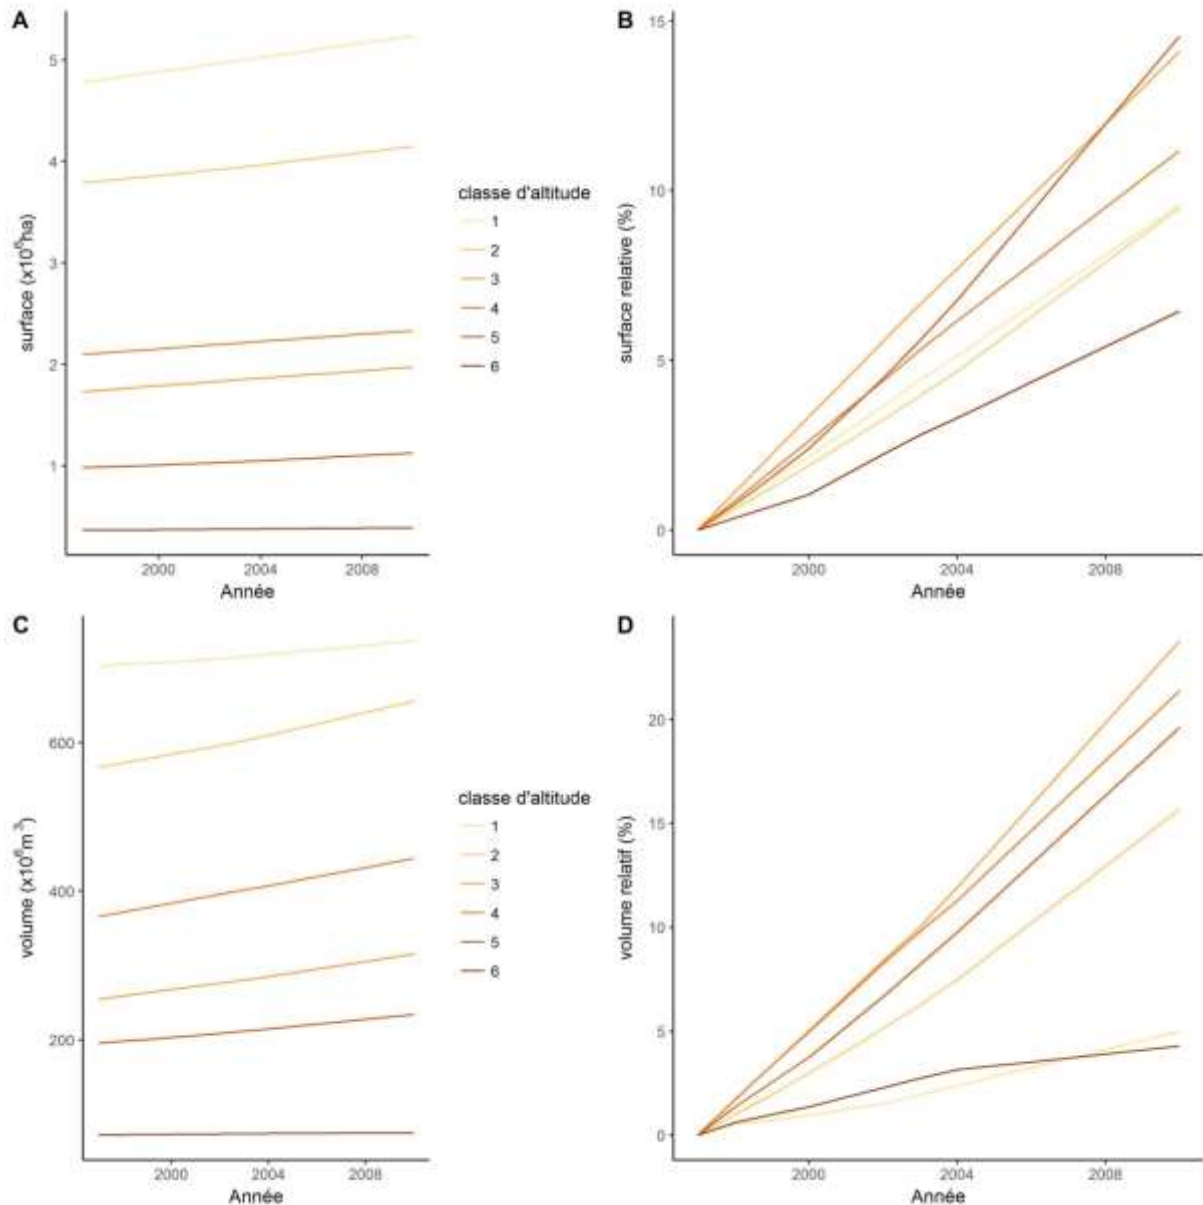 A
surface (x10⁶ha)
5
4
3
2
1
2000 2004 2008
Année
classe d'altitude
1
2
3
4
5
6
B
surface relative (%)
15
10
5
0
2000 2004 2008
Année
C
volume (x10⁶m³)
600
400
200
2000 2004 2008
Année
classe d'altitude
1
2
3
4
5
6
D
volume relatif (%)
20
15
10
5
0
2000 2004 2008
Année